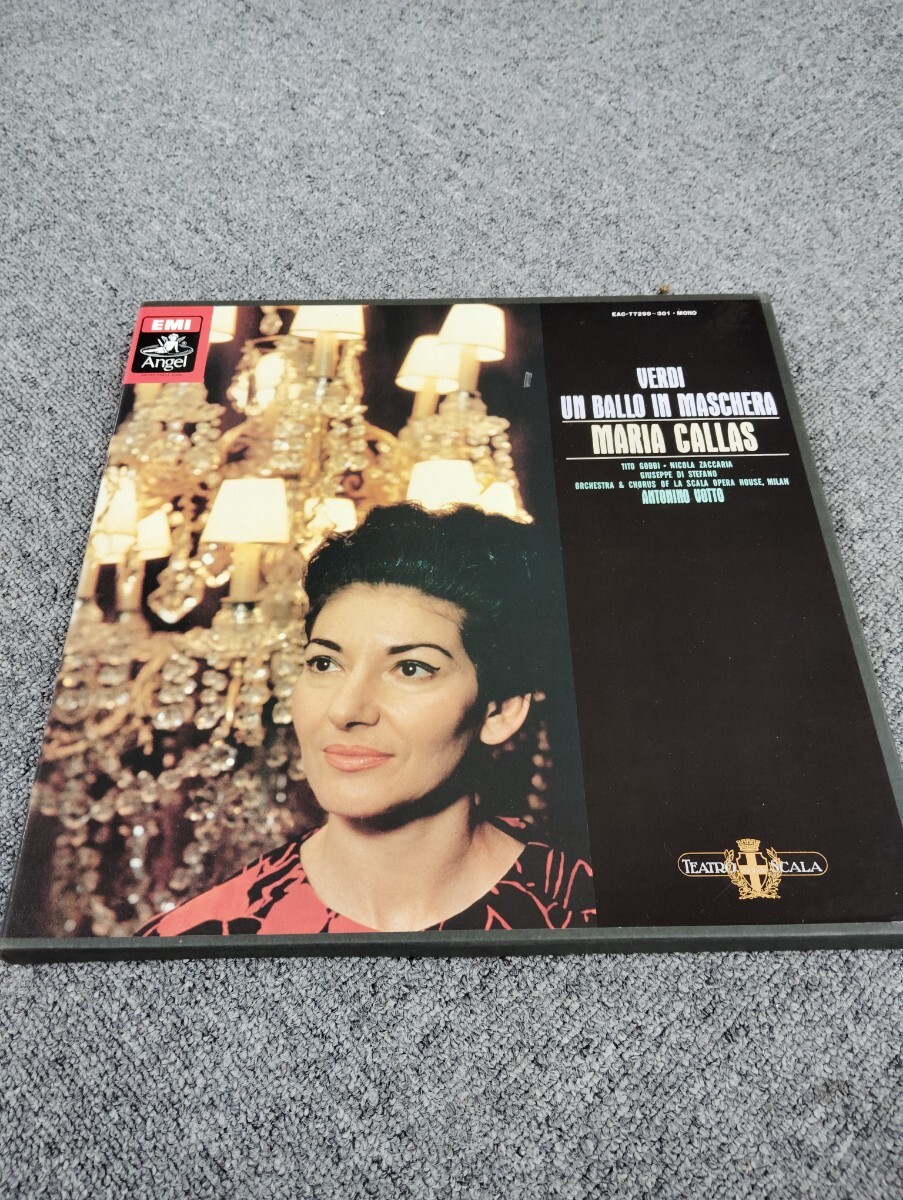 EMI
Angel
EAC-77299-301・MONO
VERDI
UN BALLO IN MASCHERA
MARIA CALLAS
TITO GOBBI・NICOLA ZACCARIA
GIUSEPPE DI STEFANO
ORCHESTRA & CHORUS OF LA SCALA OPERA HOUSE, MILAN
ANTONINO VOTTO
TEATRO SCALA